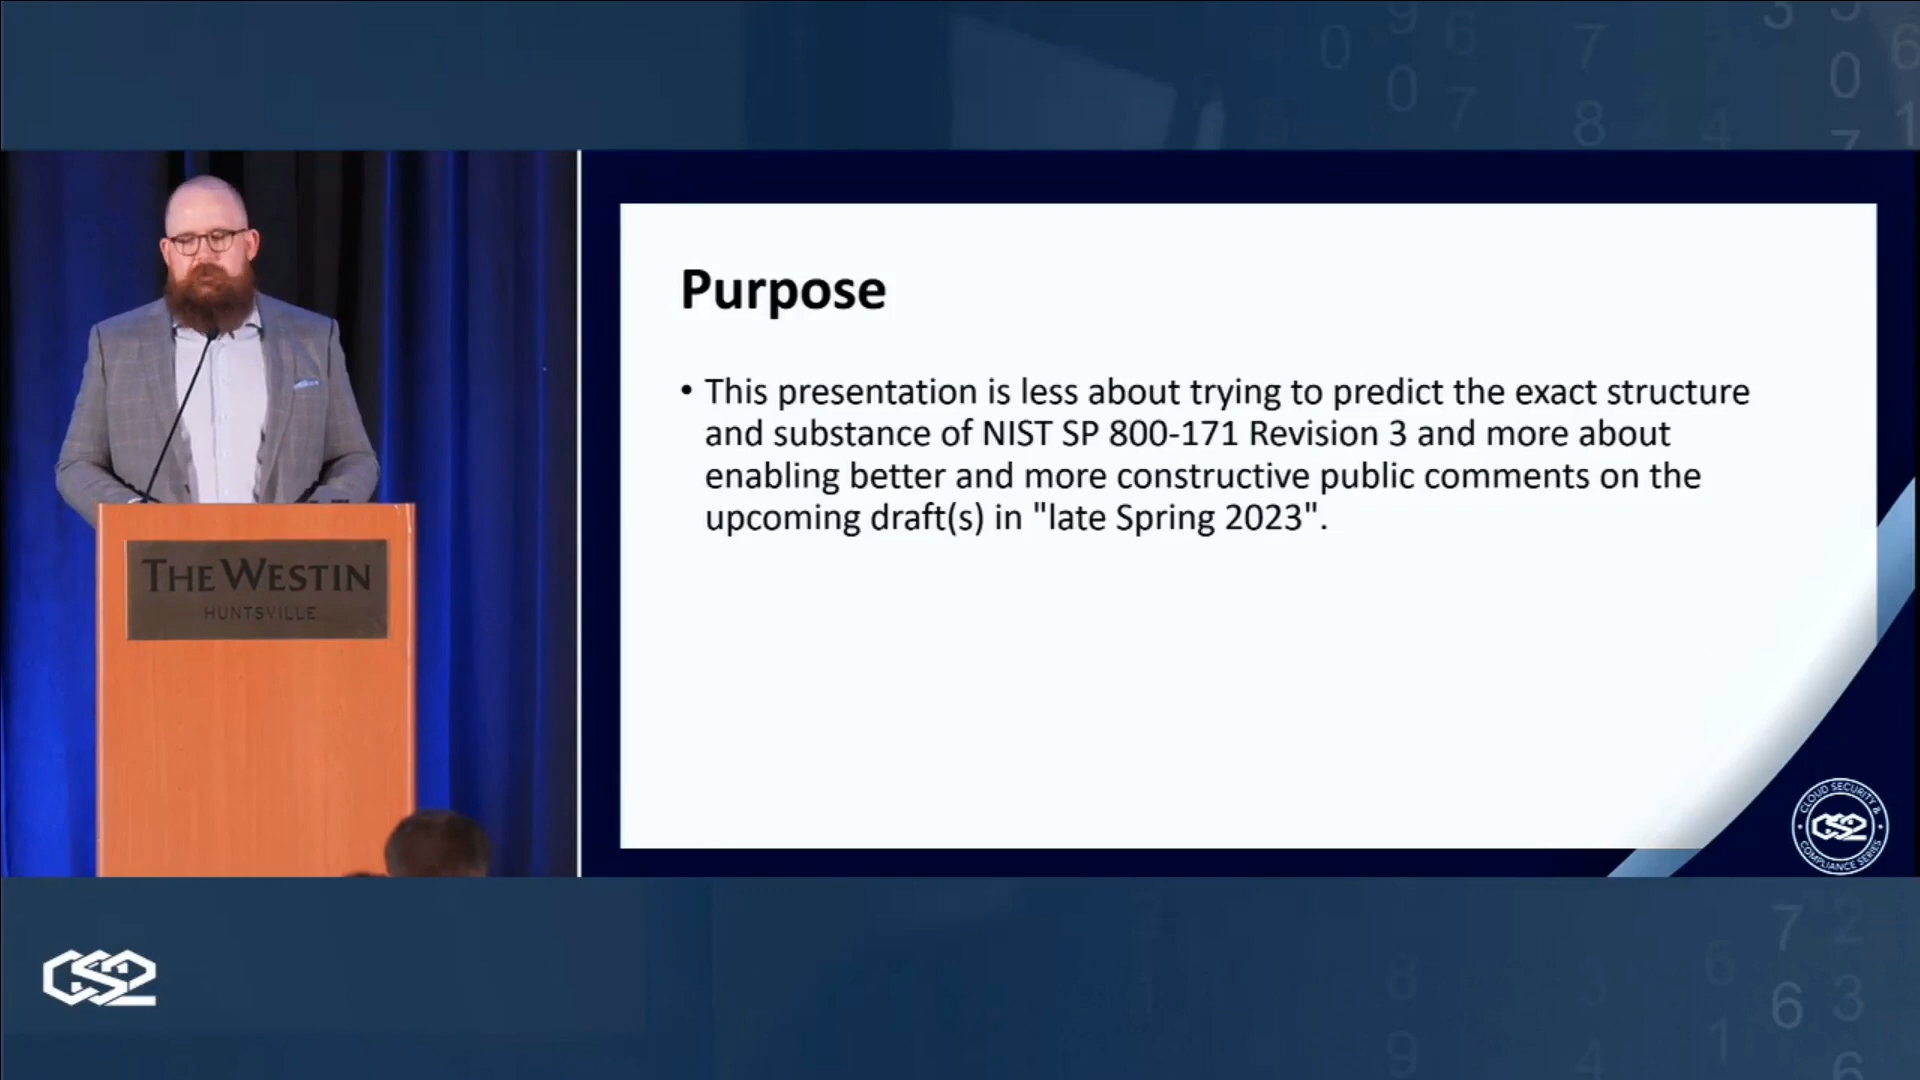 Purpose
• This presentation is less about trying to predict the exact structure
and substance of NIST SP 800-171 Revision 3 and more about
enabling better and more constructive public comments on the
upcoming draft(s) in "late Spring 2023".
THE WESTIN
HUNTSVILLE
CLOUD SECURITY &
CS2
COMPLIANCE SERIES
CS2